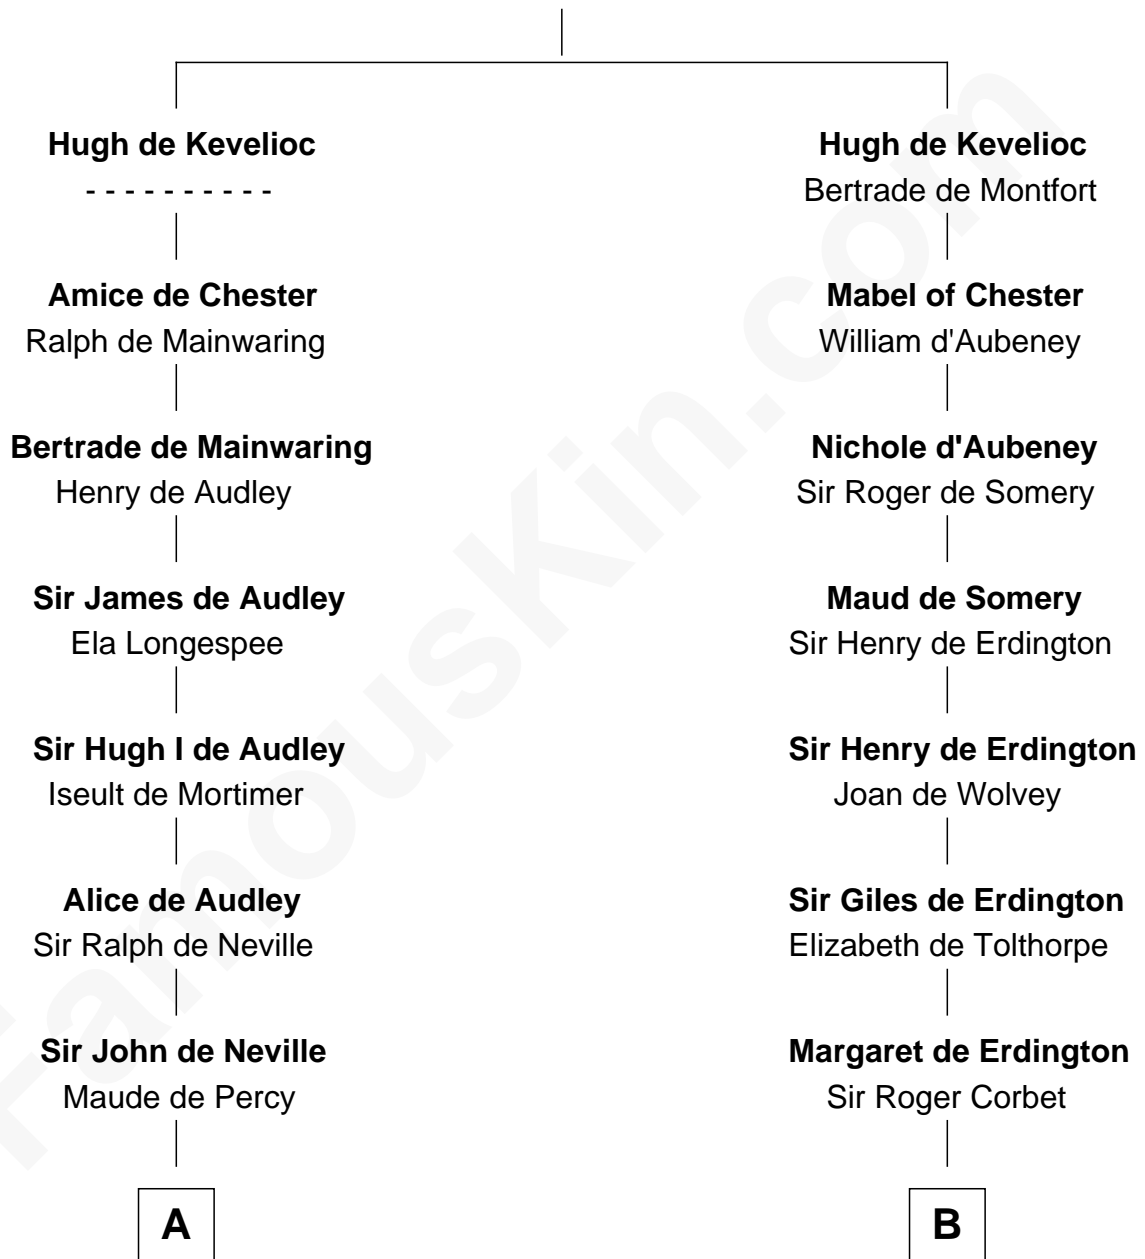 Hugh de Kevelioc
- - - - - - - - - -
Amice de Chester
Ralph de Mainwaring
Bertrade de Mainwaring
Henry de Audley
Sir James de Audley
Ela Longespee
Sir Hugh I de Audley
Iseult de Mortimer
Alice de Audley
Sir Ralph de Neville
Sir John de Neville
Maude de Percy
A
Hugh de Kevelioc
Bertrade de Montfort
Mabel of Chester
William d'Aubeney
Nichole d'Aubeney
Sir Roger de Somery
Maud de Somery
Sir Henry de Erdington
Sir Henry de Erdington
Joan de Wolvey
Sir Giles de Erdington
Elizabeth de Tolthorpe
Margaret de Erdington
Sir Roger Corbet
B
FamousKin.com